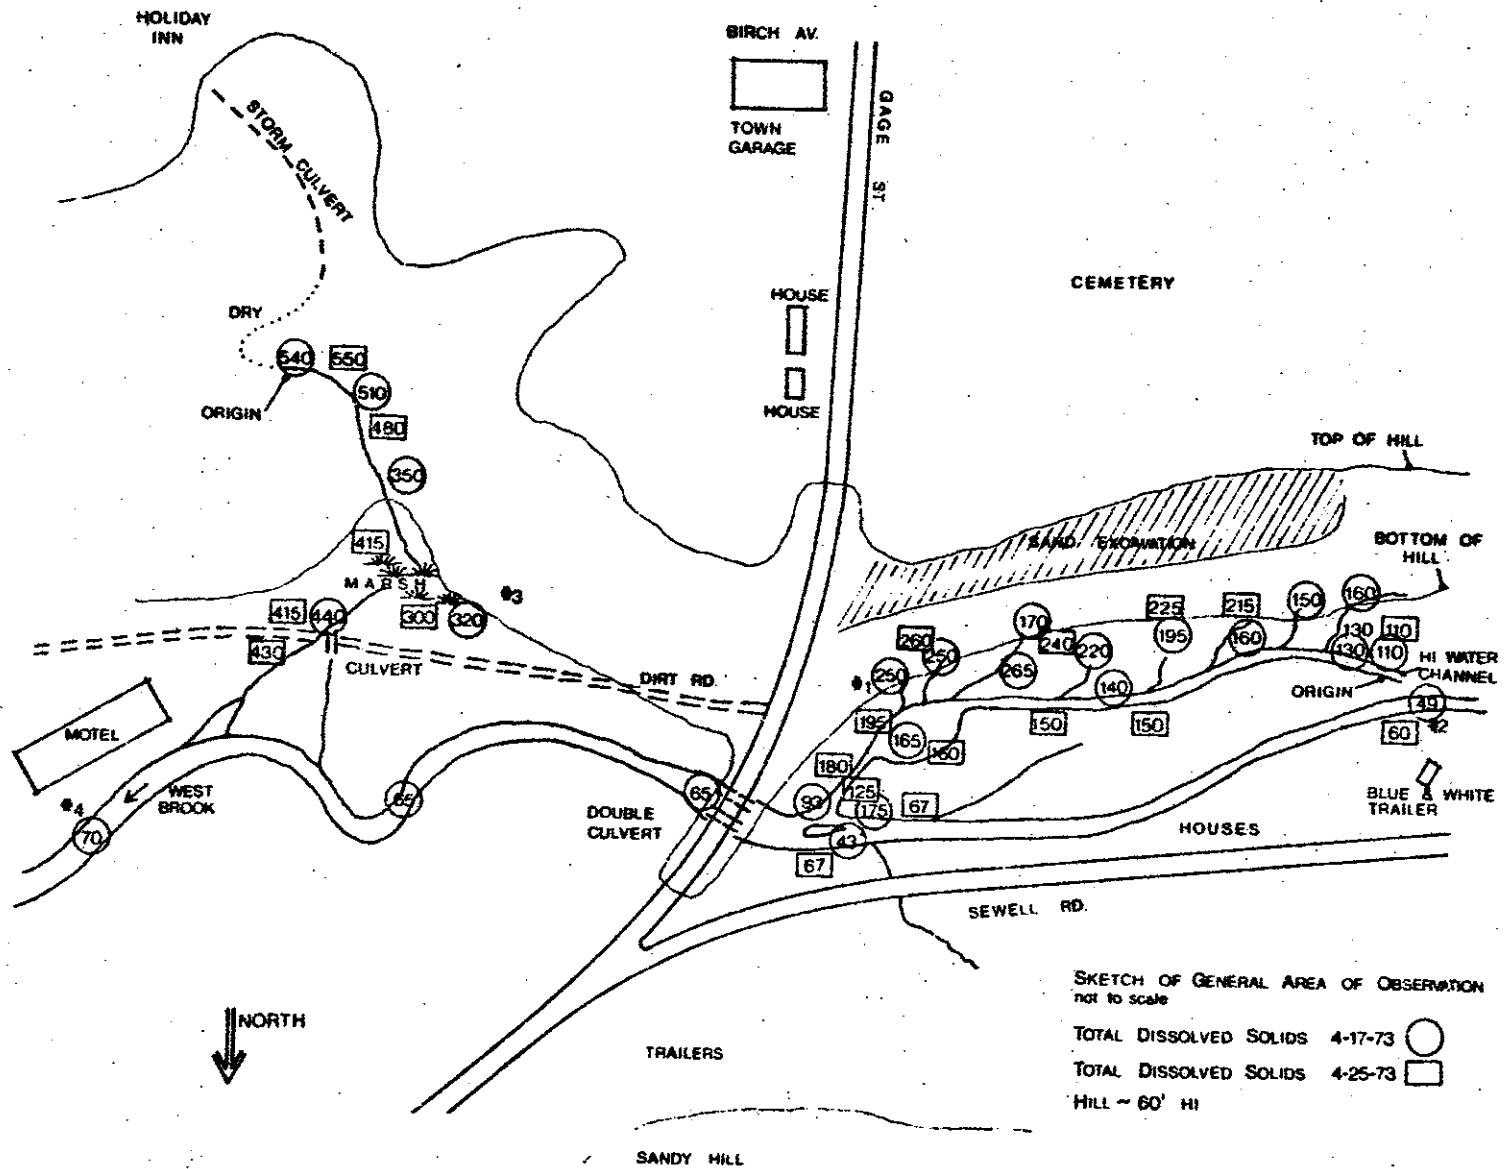 HOLIDAY
INN
BIRCH AV.
TOWN
GARAGE
GAGE ST.
STORM CULVERT
CEMETERY
HOUSE
HOUSE
DRY
540
550
510
ORIGIN
480
350
TOP OF HILL
SAND EXCAVATION
BOTTOM OF
HILL
415
MARSH
#3
415
440
300
320
430
CULVERT
DIRT RD.
MOTEL
WEST
BROOK
#4
70
65
65
DOUBLE
CULVERT
#1
250
260
250
170
265
240
220
225
195
215
160
150
160
130
130
110
110
HI WATER
CHANNEL
ORIGIN
140
150
150
195
165
160
180
125
175
67
93
43
67
49
#2
60
BLUE & WHITE
TRAILER
HOUSES
SEWELL RD.
NORTH
TRAILERS
SANDY HILL
SKETCH OF GENERAL AREA OF OBSERVATION
not to scale
TOTAL DISSOLVED SOLIDS 4-17-73
TOTAL DISSOLVED SOLIDS 4-25-73
HILL ~ 60' HI